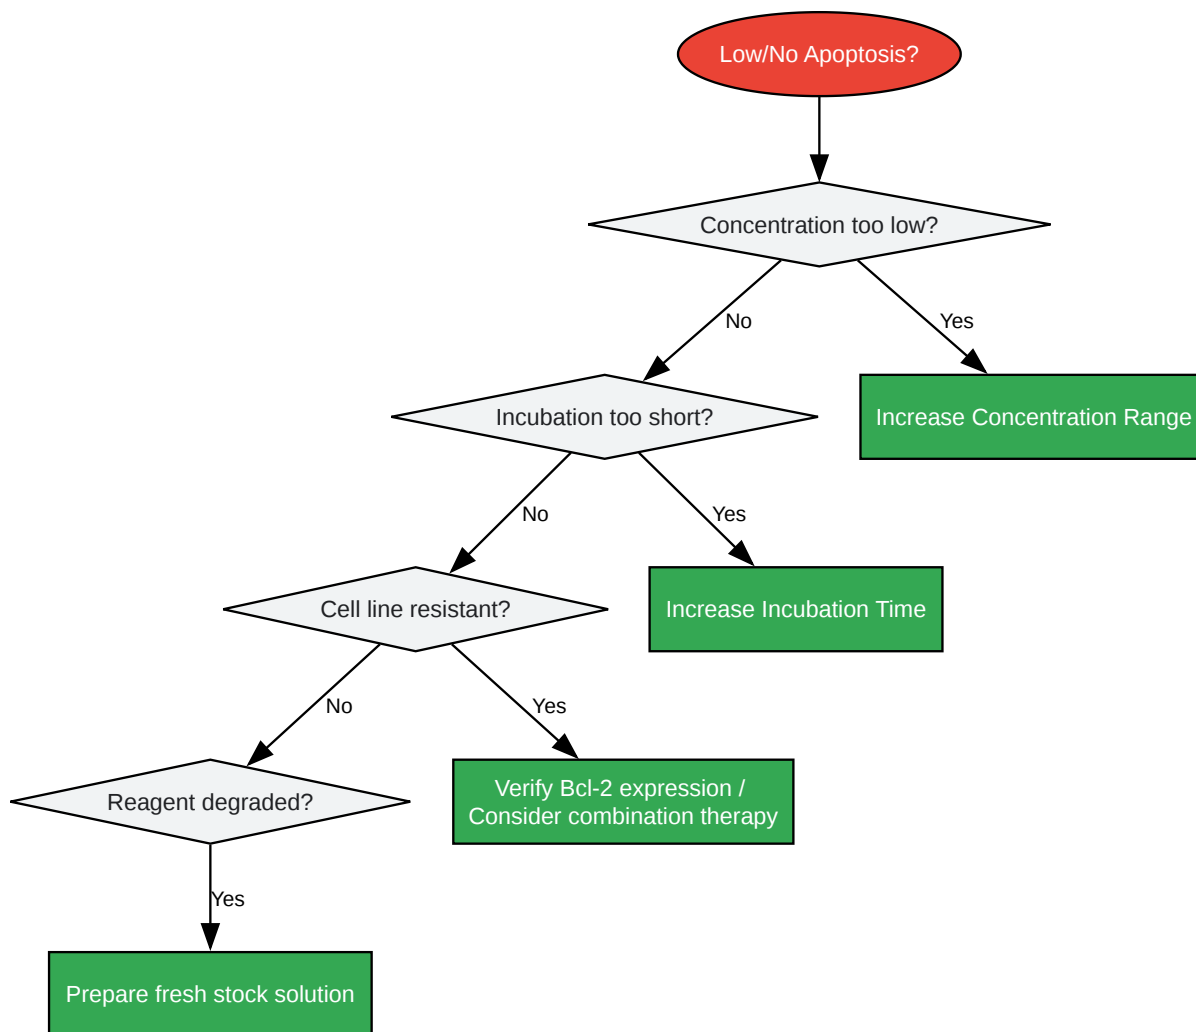 Low/No Apoptosis?
Concentration too low?
No
Yes
Incubation too short?
Increase Concentration Range
No
Yes
Cell line resistant?
Increase Incubation Time
No
Yes
Reagent degraded?
Verify Bcl-2 expression /
Consider combination therapy
Yes
Prepare fresh stock solution